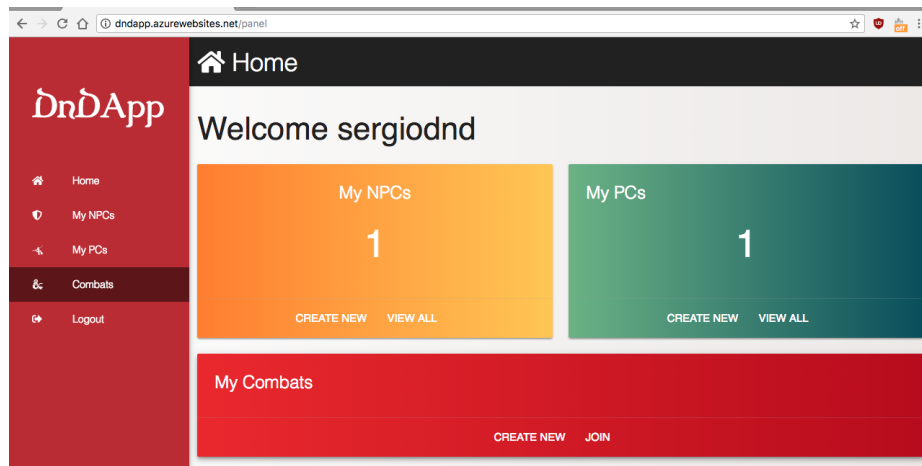 dndapp.azurewebsites.net/panel
off
DnDApp
Home
My NPCs
My PCs
Combats
Logout
Home
Welcome sergiodnd
My NPCs
1
CREATE NEW VIEW ALL
My PCs
1
CREATE NEW VIEW ALL
My Combats
CREATE NEW JOIN